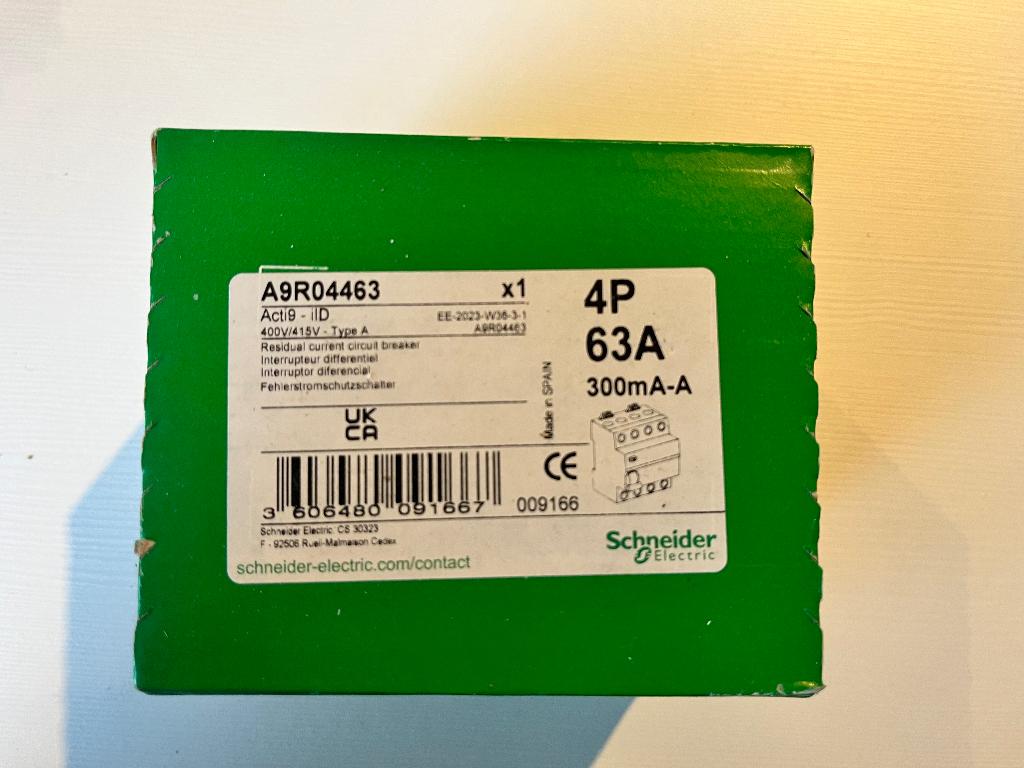 A9R04463 x1
Acti9 - iID EE-2023-W36-3-1
400V/415V - Type A A9R04463
Residual current circuit breaker
Interrupteur differentiel
Interruptor diferencial
Fehlerstromschutzschalter
4P
63A
300mA-A
Made in SPAIN
UK
CA
CE
3 606480 091667 009166
Schneider Electric. CS 30323
F - 92506 Rueil-Malmaison Cedex
schneider-electric.com/contact
Schneider
Electric